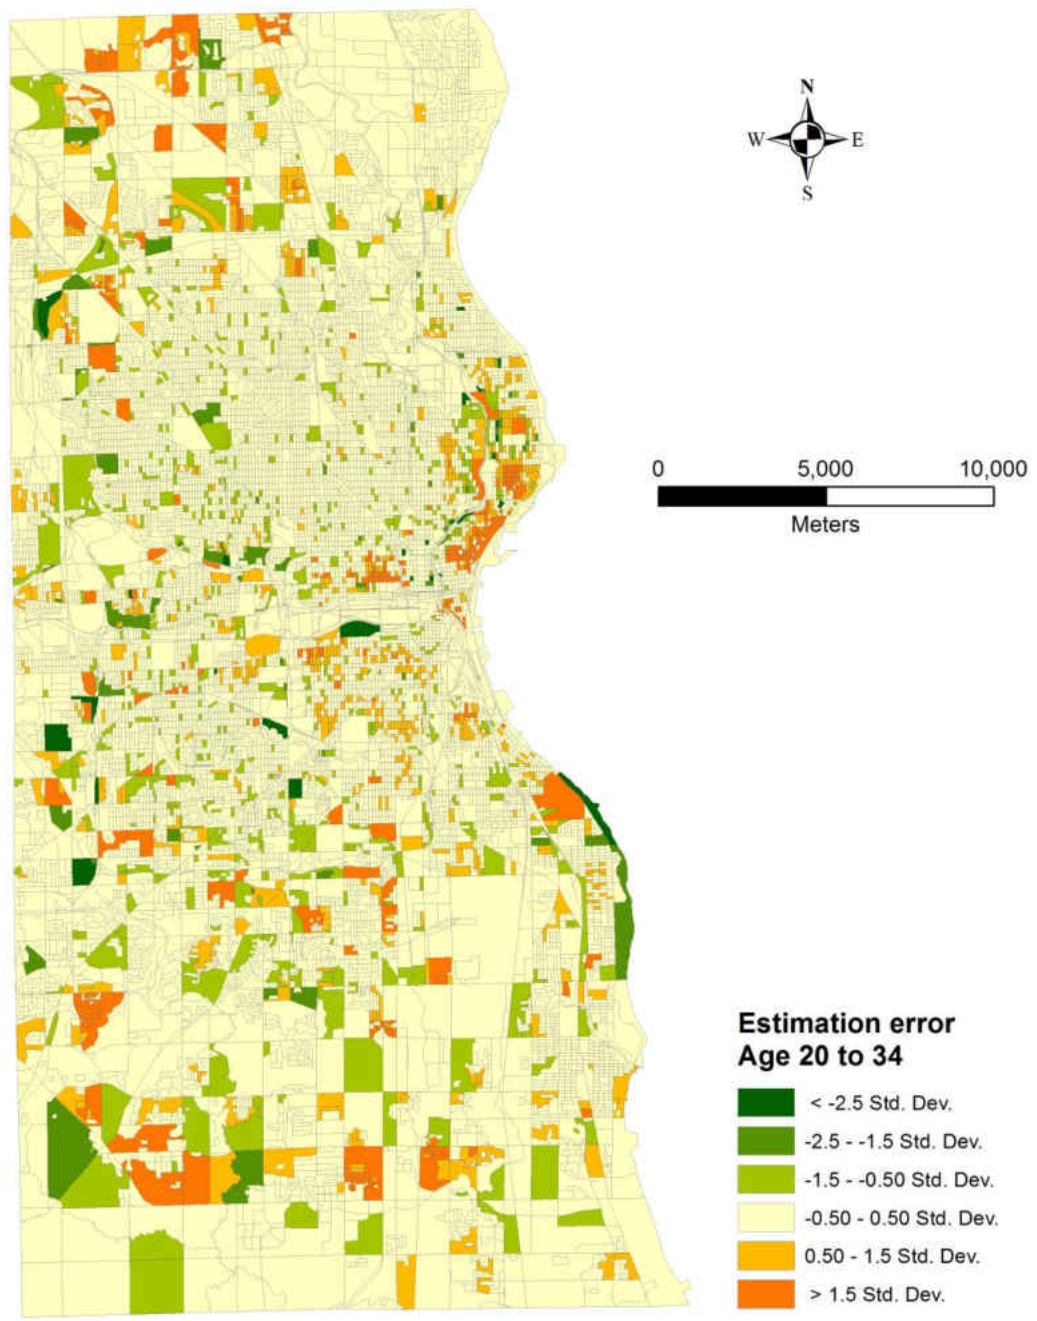 N
W E
S
0 5,000 10,000
Meters
Estimation error
Age 20 to 34
< -2.5 Std. Dev.
-2.5 - -1.5 Std. Dev.
-1.5 - -0.50 Std. Dev.
-0.50 - 0.50 Std. Dev.
0.50 - 1.5 Std. Dev.
> 1.5 Std. Dev.